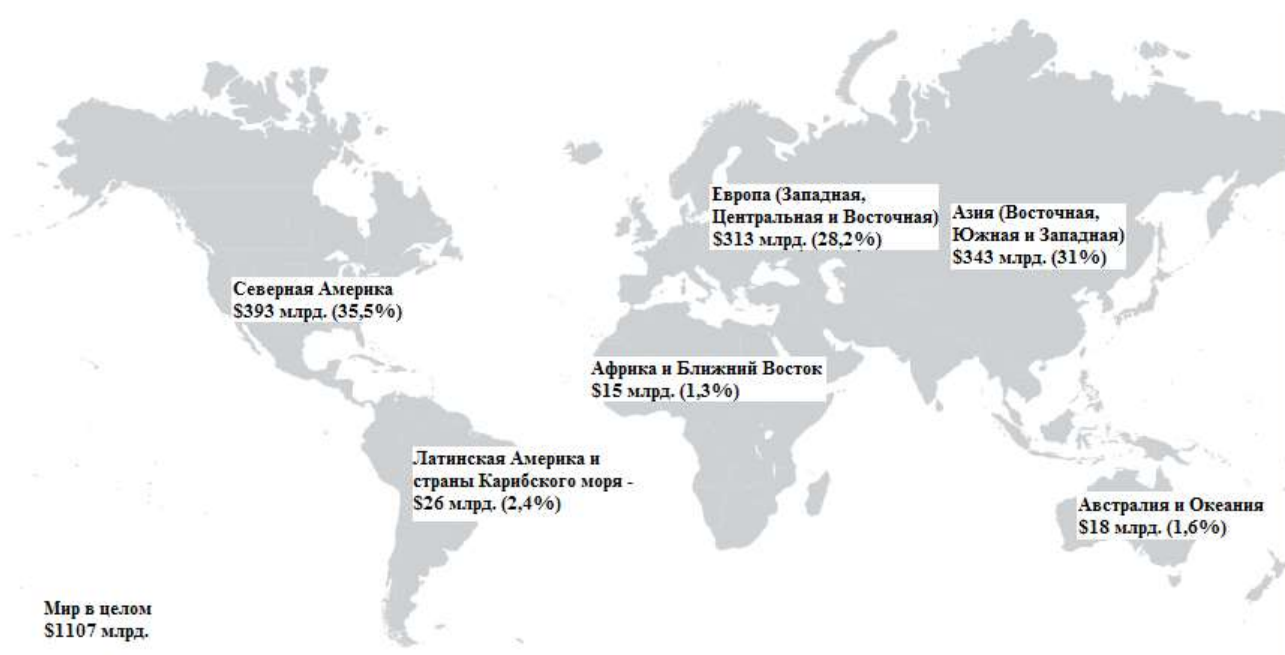 Европа (Западная,
Центральная и Восточная)
$313 млрд. (28,2%)
Азия (Восточная,
Южная и Западная)
$343 млрд. (31%)
Северная Америка
$393 млрд. (35,5%)
Африка и Ближний Восток
$15 млрд. (1,3%)
Латинская Америка и
страны Карибского моря -
$26 млрд. (2,4%)
Австралия и Океания
$18 млрд. (1,6%)
Мир в целом
$1107 млрд.